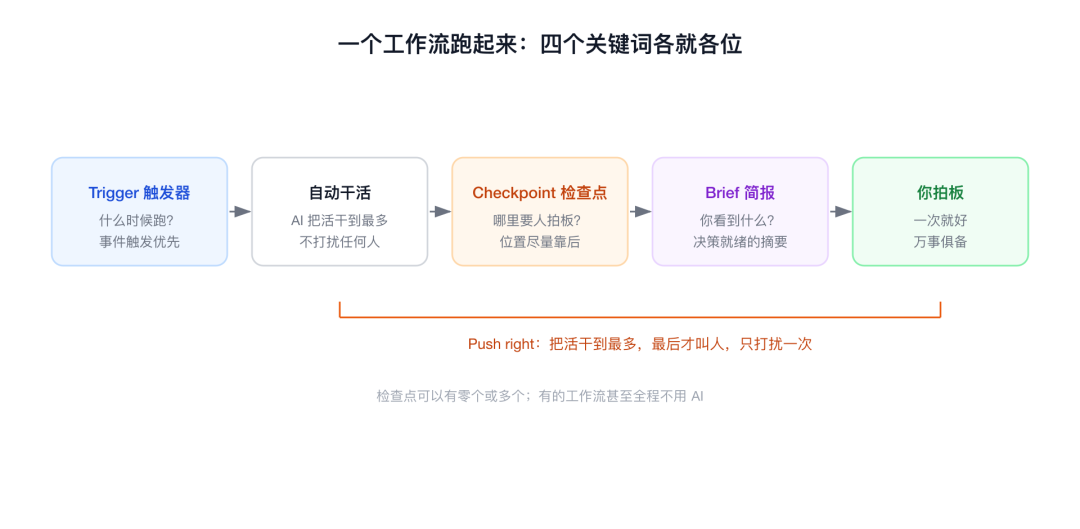 一个工作流跑起来：四个关键词各就各位
Trigger 触发器
什么时候跑？
事件触发优先
自动干活
AI 把活干到最多
不打扰任何人
Checkpoint 检查点
哪里要人拍板？
位置尽量靠后
Brief 简报
你看到什么？
决策就绪的摘要
你拍板
一次就好
万事俱备
Push right：把活干到最多，最后才叫人，只打扰一次
检查点可以有零个或多个；有的工作流甚至全程不用 AI